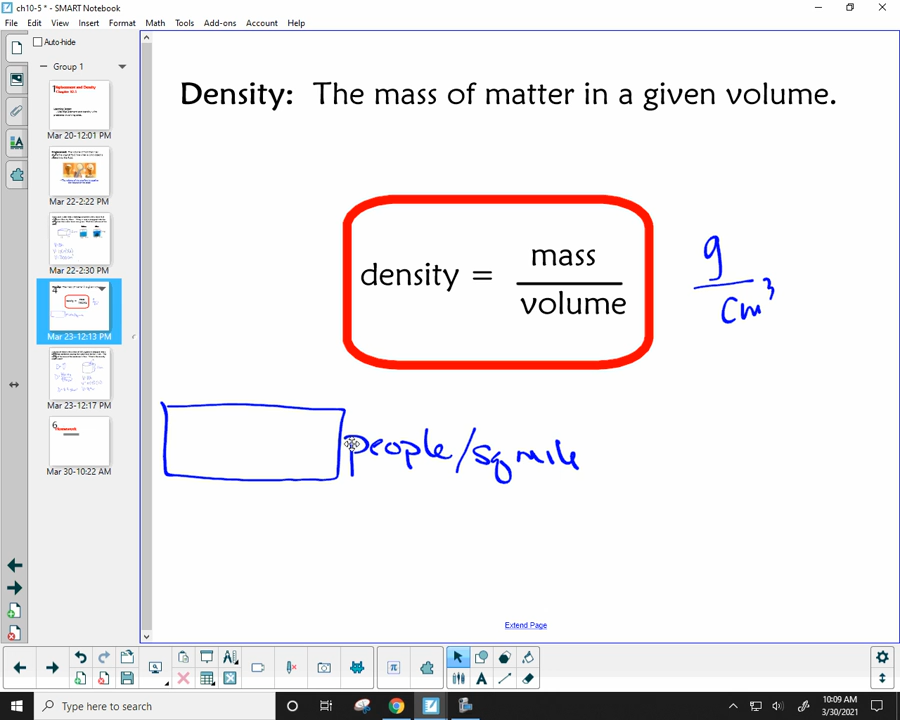 ch10-5 * - SMART Notebook
File Edit View Insert Format Math Tools Add-ons Account Help
Auto-hide
Group 1
Mar 20-12:01 PM
Mar 22-2:22 PM
Mar 22-2:30 PM
Mar 23-12:13 PM
Mar 23-12:17 PM
6
Homework
Mar 30-10:22 AM
Density: The mass of matter in a given volume.
density = mass
volume
g
cm³
people/sq mile
Extend Page
Type here to search
10:09 AM
3/30/2021